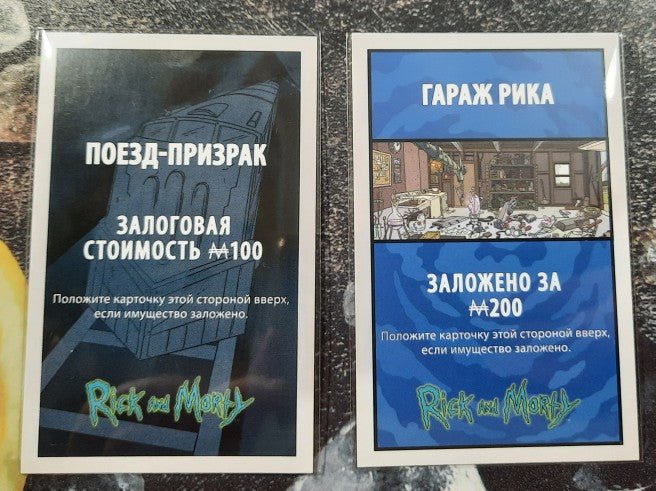 ПОЕЗД-ПРИЗРАК
ЗАЛОГОВАЯ
СТОИМОСТЬ ₳100
Положите карточку этой стороной вверх,
если имущество заложено.
Rick and Morty
ГАРАЖ РИКА
ЗАЛОЖЕНО ЗА
₳200
Положите карточку этой стороной вверх,
если имущество заложено.
Rick and Morty